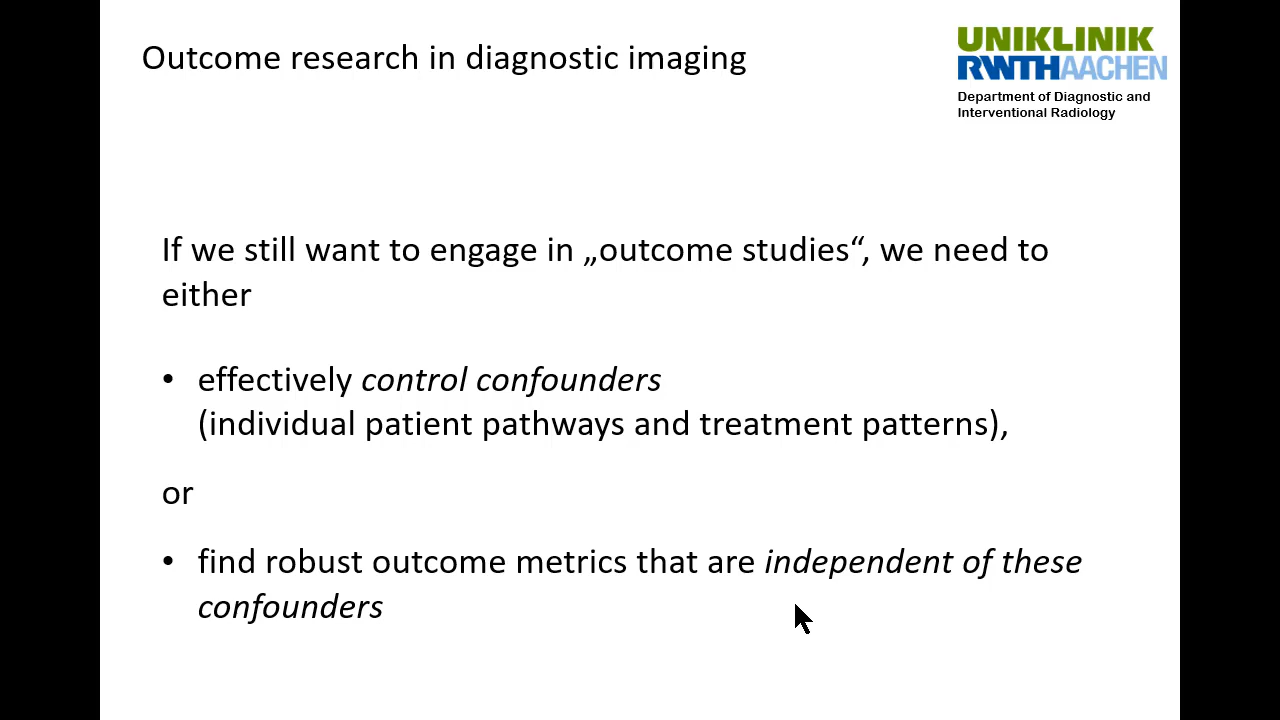 Outcome research in diagnostic imaging
UNIKLINIK
RWTHAACHEN
Department of Diagnostic and
Interventional Radiology
If we still want to engage in „outcome studies“, we need to
either
• effectively control confounders
(individual patient pathways and treatment patterns),
or
• find robust outcome metrics that are independent of these
confounders